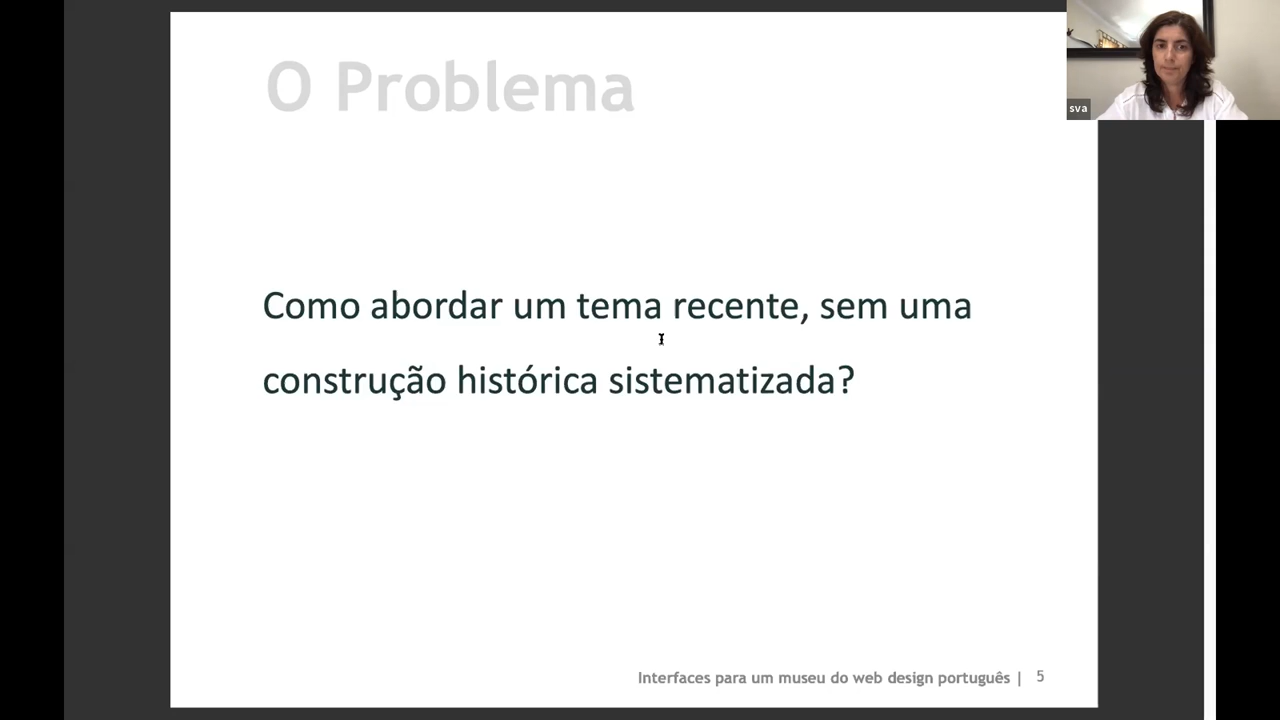 O Problema
sva
Como abordar um tema recente, sem uma
construção histórica sistematizada?
Interfaces para um museu do web design português | 5